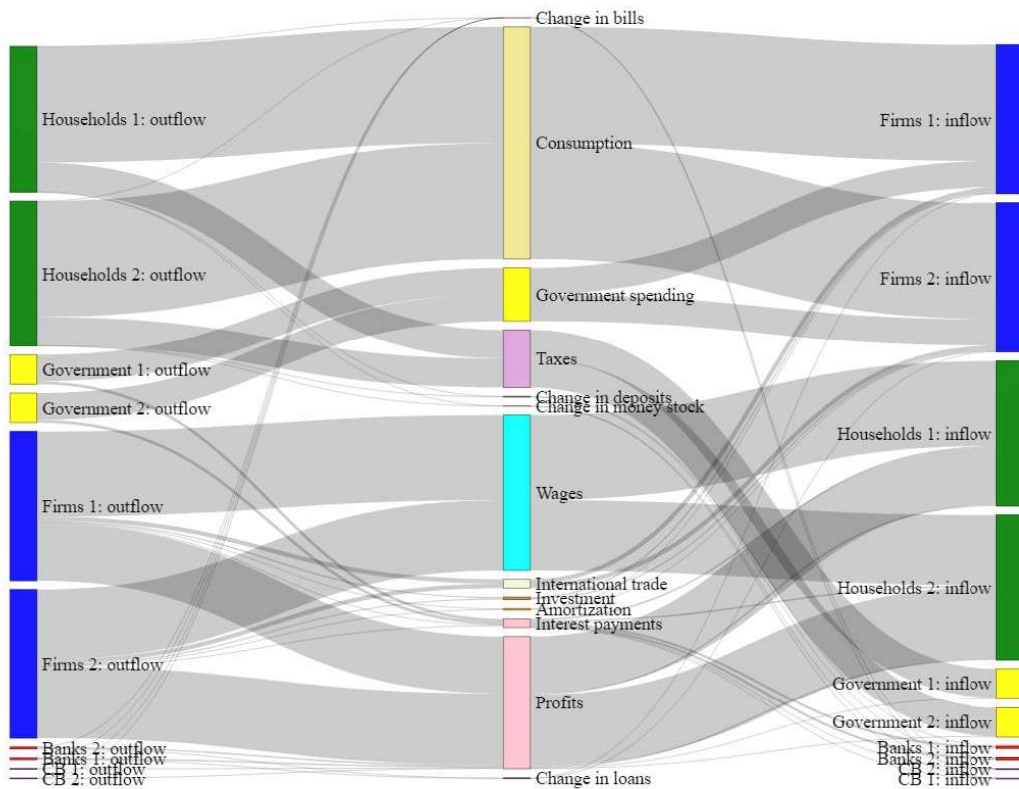 Households 1: outflow
Households 2: outflow
Government 1: outflow
Government 2: outflow
Firms 1: outflow
Firms 2: outflow
Banks 2: outflow
Banks 1: outflow
CB 1: outflow
CB 2: outflow
Change in bills
Consumption
Government spending
Taxes
Change in deposits
Change in money stock
Wages
International trade
Investment
Amortization
Interest payments
Profits
Change in loans
Firms 1: inflow
Firms 2: inflow
Households 1: inflow
Households 2: inflow
Government 1: inflow
Government 2: inflow
Banks 1: inflow
Banks 2: inflow
CB 2: inflow
CB 1: inflow